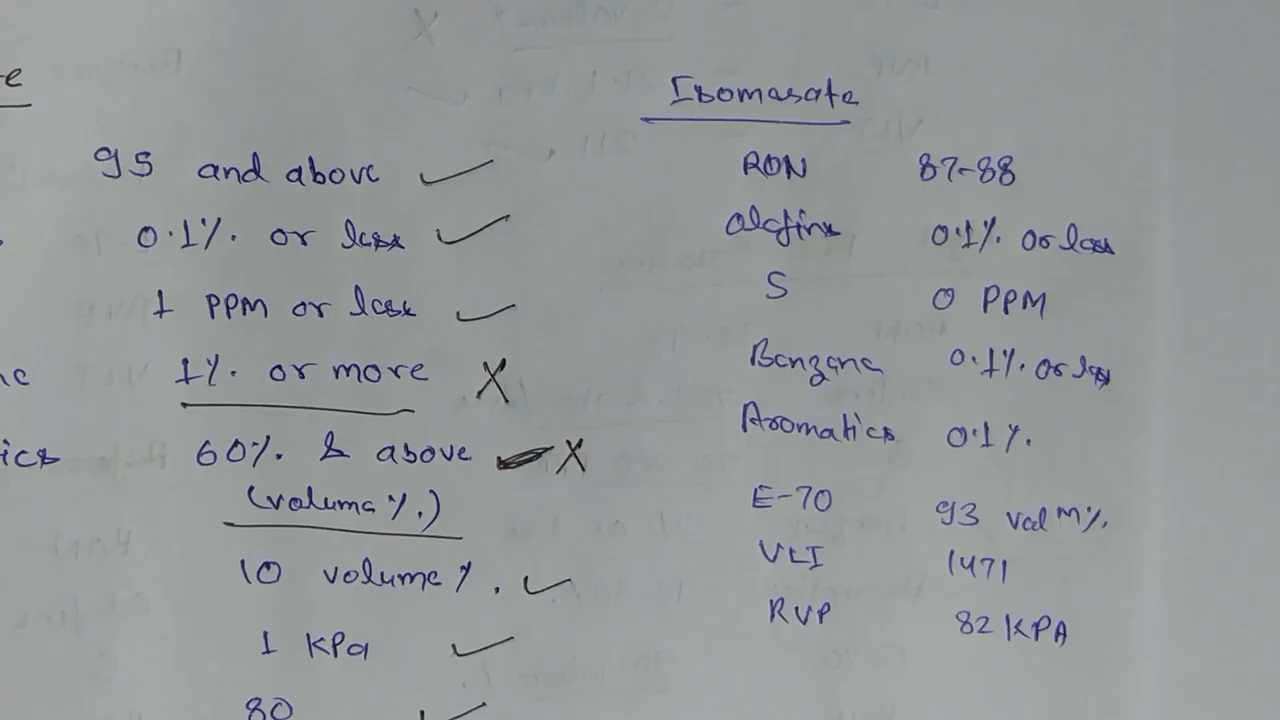 e
95 and above ✓
0.1%. or less ✓
1 PPM or less ✓
1%. or more X
ics 60%. & above X
(volume %.)
10 volume %. ✓
1 KPa ✓
80 ✓
Isomerate
RON 87-88
Olefins 0.1%. or less
S 0 PPM
Benzene 0.1%. or less
Aromatics 0.1%.
E-70 93 vol M%.
VLI 1471
RVP 82 KPA